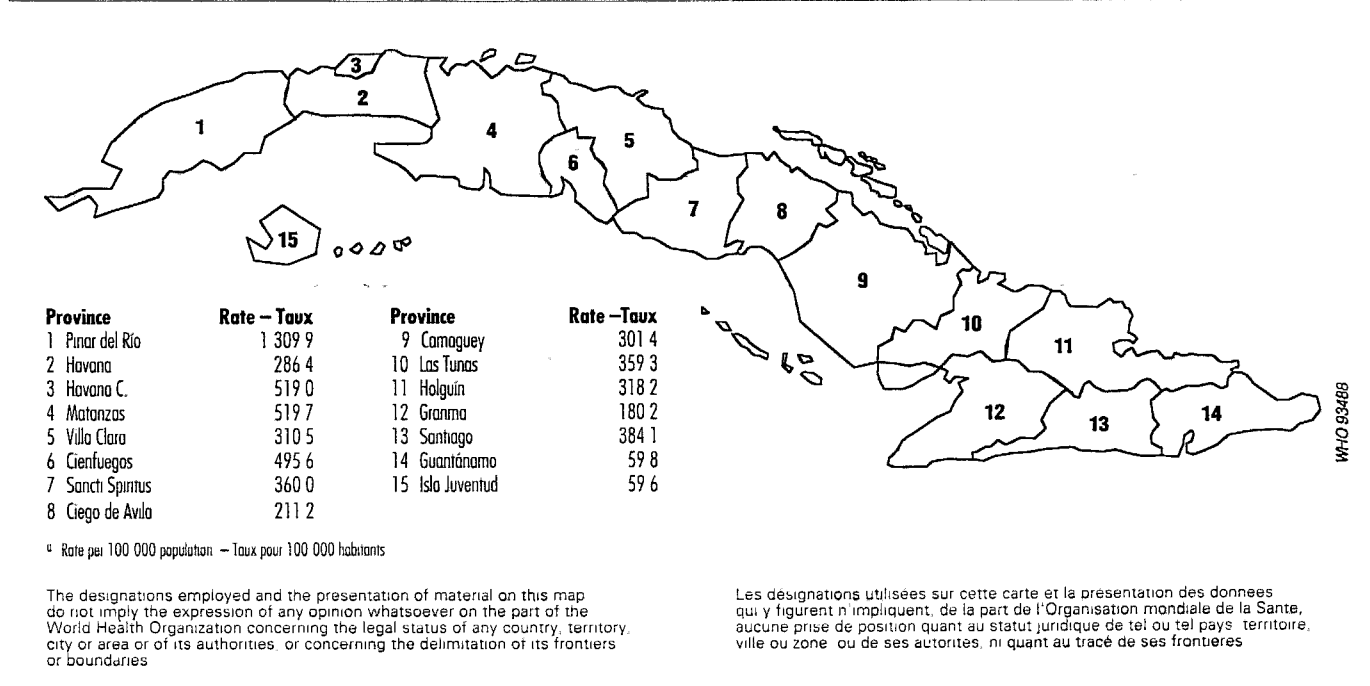 3
2
1
4
5
6
7
8
15
9
10
11
12
13
14
WHO 93488
Province Rate – Taux
1 Pinar del Río 1 309 9
2 Havana 286 4
3 Havana C. 519 0
4 Matanzas 519 7
5 Villa Clara 310 5
6 Cienfuegos 495 6
7 Sancti Spiritus 360 0
8 Ciego de Avila 211 2
Province Rate –Taux
9 Camaguey 301 4
10 Las Tunas 359 3
11 Holguín 318 2
12 Granma 180 2
13 Santiago 384 1
14 Guantánamo 59 8
15 Isla Juventud 59 6
a Rate per 100 000 population – Taux pour 100 000 habitants
The designations employed and the presentation of material on this map
do not imply the expression of any opinion whatsoever on the part of the
World Health Organization concerning the legal status of any country, territory,
city or area or of its authorities, or concerning the delimitation of its frontiers
or boundaries
Les désignations utilisées sur cette carte et la présentation des donnees
qui y figurent n'impliquent, de la part de l'Organisation mondiale de la Sante,
aucune prise de position quant au statut juridique de tel ou tel pays territoire,
ville ou zone ou de ses autorites, ni quant au tracé de ses frontieres